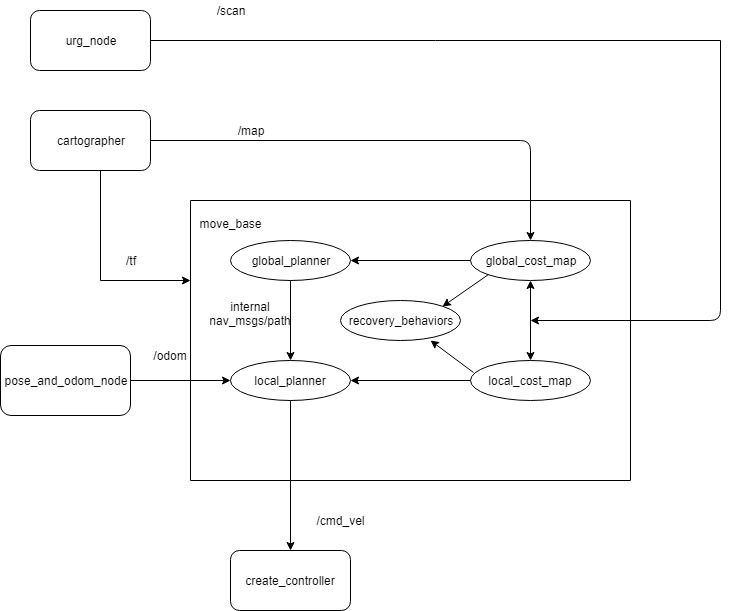 /scan
urg_node
/map
cartographer
move_base
/tf
global_planner
global_cost_map
internal
nav_msgs/path
recovery_behaviors
/odom
pose_and_odom_node
local_planner
local_cost_map
/cmd_vel
create_controller